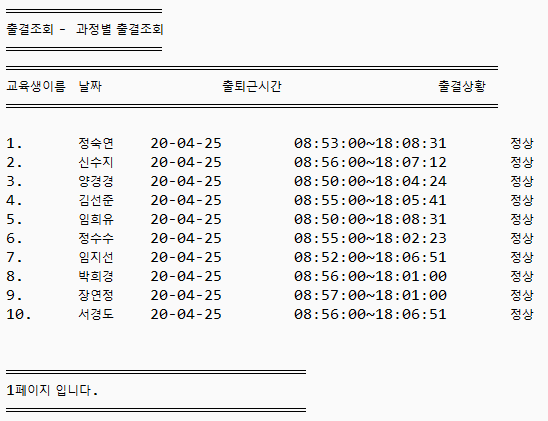 출결조회 - 과정별 출결조회
교육생이름 날짜 출퇴근시간 출결상황
1. 정숙연 20-04-25 08:53:00~18:08:31 정상
2. 신수지 20-04-25 08:56:00~18:07:12 정상
3. 양경경 20-04-25 08:50:00~18:04:24 정상
4. 김선준 20-04-25 08:55:00~18:05:41 정상
5. 임희유 20-04-25 08:50:00~18:08:31 정상
6. 정수수 20-04-25 08:55:00~18:02:23 정상
7. 임지선 20-04-25 08:52:00~18:06:51 정상
8. 박희경 20-04-25 08:56:00~18:01:00 정상
9. 장연정 20-04-25 08:57:00~18:01:00 정상
10. 서경도 20-04-25 08:56:00~18:06:51 정상
1페이지 입니다.